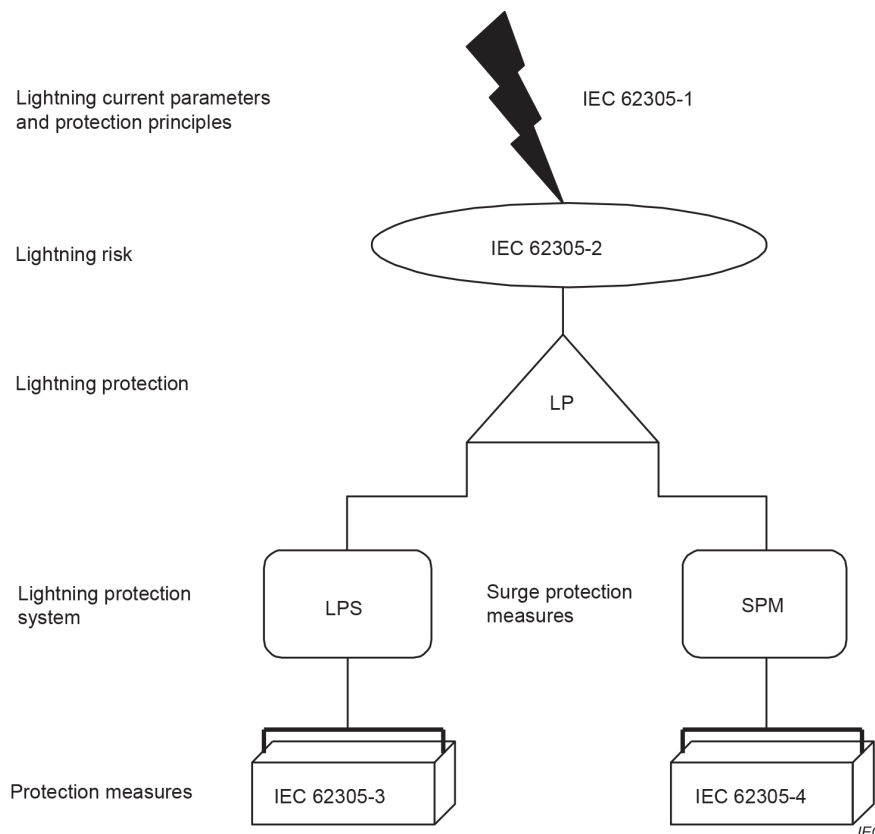 Lightning current parameters
and protection principles
IEC 62305-1
Lightning risk
IEC 62305-2
Lightning protection
LP
Lightning protection
system
LPS
Surge protection
measures
SPM
Protection measures
IEC 62305-3
IEC 62305-4
IEC